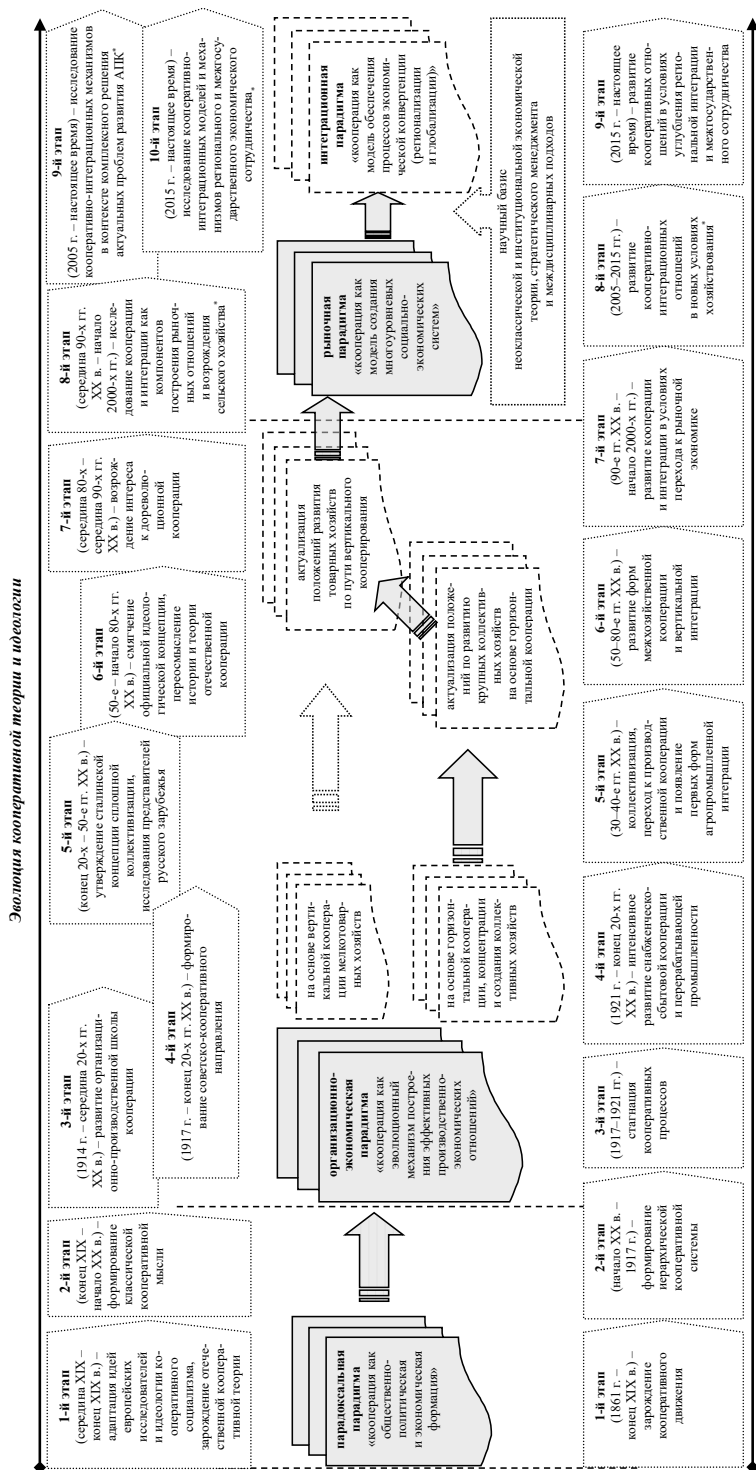 Эволюция кооперативной теории и идеологии
1-й этап
(середина XIX –
конец XIX в.) –
адаптация идей
европейских
исследователей
и идеологии ко-
оперативного
социализма,
зарождение отече-
ственной коопера-
тивной теории
2-й этап
(конец XIX –
начало XX в.) –
формирование
классической
кооперативной
мысли
3-й этап
(1914 г. – середина 20-х гг.
XX в.) – развитие организаци-
онно-производственной школы
кооперации
4-й этап
(1917 г. – конец 20-х гг. XX в.) – формиро-
вание советско-кооперативного
направления
5-й этап
(конец 20-х – 50-е гг. XX в.) –
утверждение сталинской
концепции сплошной
коллективизации,
исследования представителей
русского зарубежья
6-й этап
(50-е – начало 80-х гг.
XX в.) – смягчение
официальной идеоло-
гической концепции,
переосмысление
истории и теории
отечественной
кооперации
7-й этап
(середина 80-х –
середина 90-х гг.
XX в.) – возрож-
дение интереса
к дореволю-
ционной
кооперации
8-й этап
(середина 90-х гг.
XX в. – начало
2000-х гг.) – иссле-
дование кооперации
и интеграции как
компонентов
построения рыноч-
ных отношений
и возрождения
сельского хозяйства*
9-й этап
(2005 г. – настоящее время) – исследование
кооперативно-интеграционных механизмов
в контексте комплексного решения
актуальных проблем развития АПК*
10-й этап
(2015 г. – настоящее время) –
исследование кооперативно-
интеграционных моделей и меха-
низмов регионального и межгосу-
дарственного экономического
сотрудничества*
парадоксальная
парадигма
«кооперация как
общественно-
политическая
и экономическая
формация»
организационно-
экономическая
парадигма
«кооперация как
эволюционный
механизм построе-
ния эффективных
производственно-
экономических
отношений»
на основе верти-
кальной коопера-
ции мелкотовар-
ных хозяйств
на основе горизон-
тальной коопера-
ции, концентрации
и создания коллек-
тивных хозяйств
актуализация
положений развития
товарных хозяйств
по пути вертикального
кооперирования
актуализация положе-
ний по развитию
крупных коллектив-
ных хозяйств
на основе горизон-
тальной кооперации
рыночная
парадигма
«кооперация как
модель создания
многоуровневых
социально-
экономических
систем»
интеграционная
парадигма
«кооперация как
модель обеспечения
процессов экономи-
ческой конвергенции
(регионализации
и глобализации)»
научный базис
неоклассической и институциональной экономической
теории, стратегического менеджмента
и междисциплинарных подходов
1-й этап
(1861 г. –
конец XIX в.) –
зарождение
кооперативного
движения
2-й этап
(начало XX в. –
1917 г.) –
формирование
иерархической
кооперативной
системы
3-й этап
(1917–1921 гг.) –
стагнация
кооперативных
процессов
4-й этап
(1921 г. – конец 20-х гг.
XX в.) – интенсивное
развитие снабженческо-
сбытовой кооперации
и перерабатывающей
промышленности
5-й этап
(30–40-е гг. XX в.) –
коллективизация,
переход к производ-
ственной кооперации
и появление
первых форм
агропромышленной
интеграции
6-й этап
(50–80-е гг. XX в.) –
развитие форм
межхозяйственной
кооперации
и вертикальной
интеграции
7-й этап
(90-е гг. XX в. –
начало 2000-х гг.) –
развитие кооперации
и интеграции в условиях
перехода к рыночной
экономике
8-й этап
(2005–2015 гг.) –
развитие
кооперативно-
интеграционных
отношений
в новых условиях
хозяйствования*
9-й этап
(2015 г. – настоящее
время) – развитие
кооперативных отно-
шений в условиях
углубления регио-
нальной интеграции
и межгосударствен-
ного сотрудничества